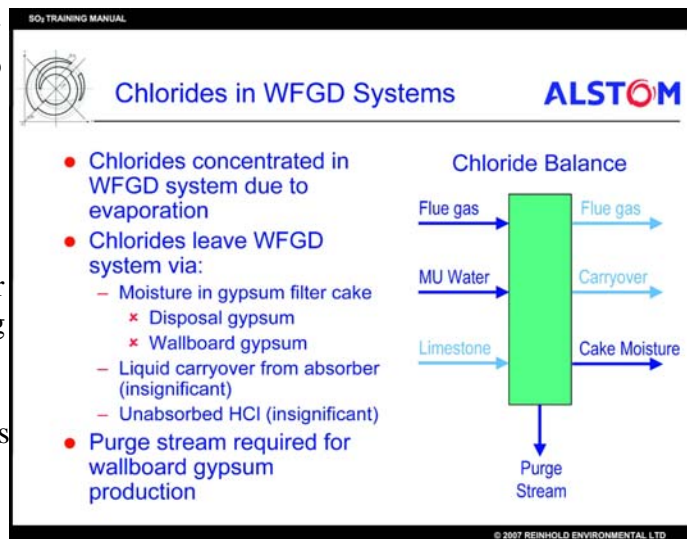 SO₂ TRAINING MANUAL
Chlorides in WFGD Systems
ALSTOM
Chlorides concentrated in
WFGD system due to
evaporation
Chlorides leave WFGD
system via:
– Moisture in gypsum filter cake
× Disposal gypsum
× Wallboard gypsum
– Liquid carryover from absorber
(insignificant)
– Unabsorbed HCl (insignificant)
Purge stream required for
wallboard gypsum
production
Chloride Balance
Flue gas
Flue gas
MU Water
Carryover
Limestone
Cake Moisture
Purge
Stream
© 2007 REINHOLD ENVIRONMENTAL LTD